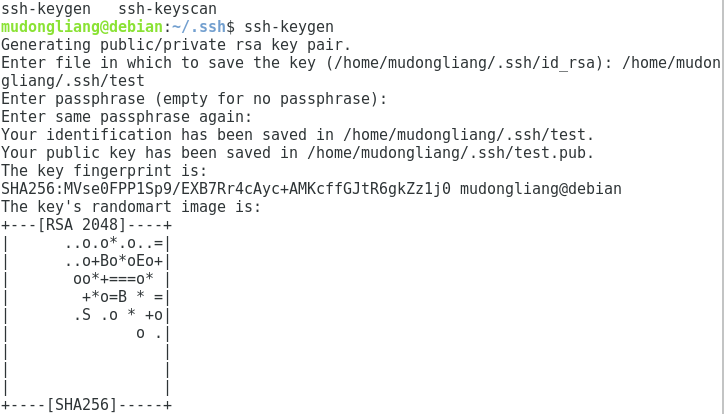 ssh-keygen   ssh-keyscan
mudongliang@debian:~/.ssh$ ssh-keygen
Generating public/private rsa key pair.
Enter file in which to save the key (/home/mudongliang/.ssh/id_rsa): /home/mudon
gliang/.ssh/test
Enter passphrase (empty for no passphrase):
Enter same passphrase again:
Your identification has been saved in /home/mudongliang/.ssh/test.
Your public key has been saved in /home/mudongliang/.ssh/test.pub.
The key fingerprint is:
SHA256:MVse0FPP1Sp9/EXB7Rr4cAyc+AMKcffGJtR6gkZz1j0 mudongliang@debian
The key's randomart image is:
+---[RSA 2048]----+
|      ..o.o*.o..=|
|      ..o+Bo*oEo+|
|       oo*+===o* |
|        +*o=B * =|
|       .S .o * +o|
|              o .|
|                 |
|                 |
|                 |
+----[SHA256]-----+